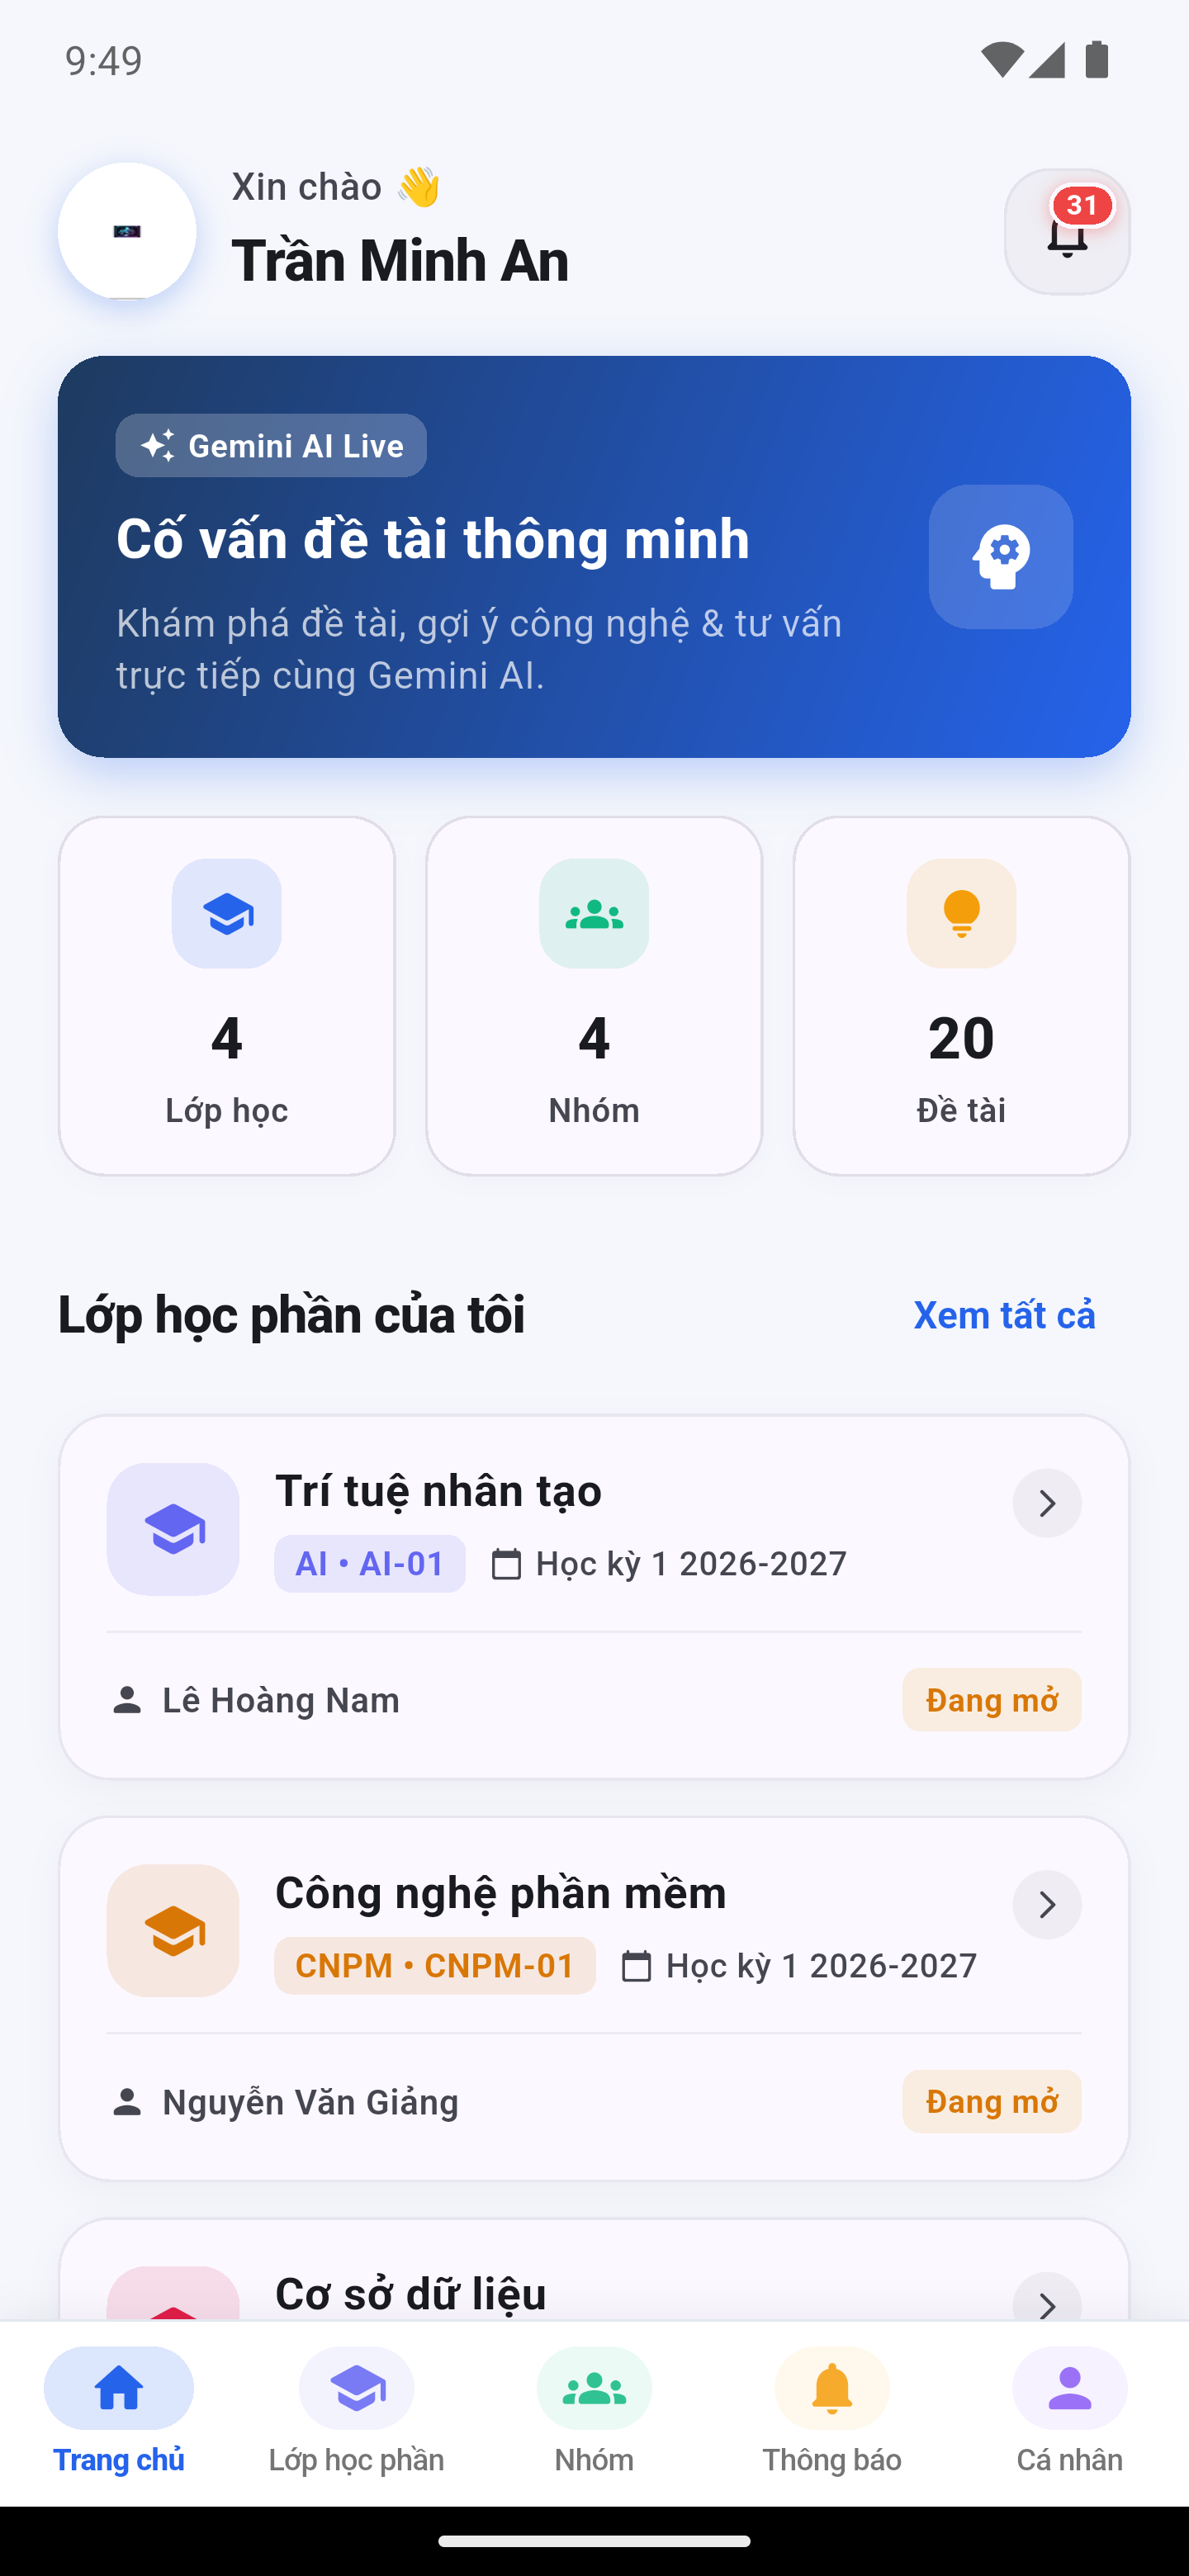 9:49
Xin chào 👋
Trần Minh An
31
Gemini AI Live
Cố vấn đề tài thông minh
Khám phá đề tài, gợi ý công nghệ & tư vấn
trực tiếp cùng Gemini AI.
4
Lớp học
4
Nhóm
20
Đề tài
Lớp học phần của tôi
Xem tất cả
Trí tuệ nhân tạo
AI • AI-01
Học kỳ 1 2026-2027
Lê Hoàng Nam
Đang mở
Công nghệ phần mềm
CNPM • CNPM-01
Học kỳ 1 2026-2027
Nguyễn Văn Giảng
Đang mở
Cơ sở dữ liệu
Trang chủ
Lớp học phần
Nhóm
Thông báo
Cá nhân